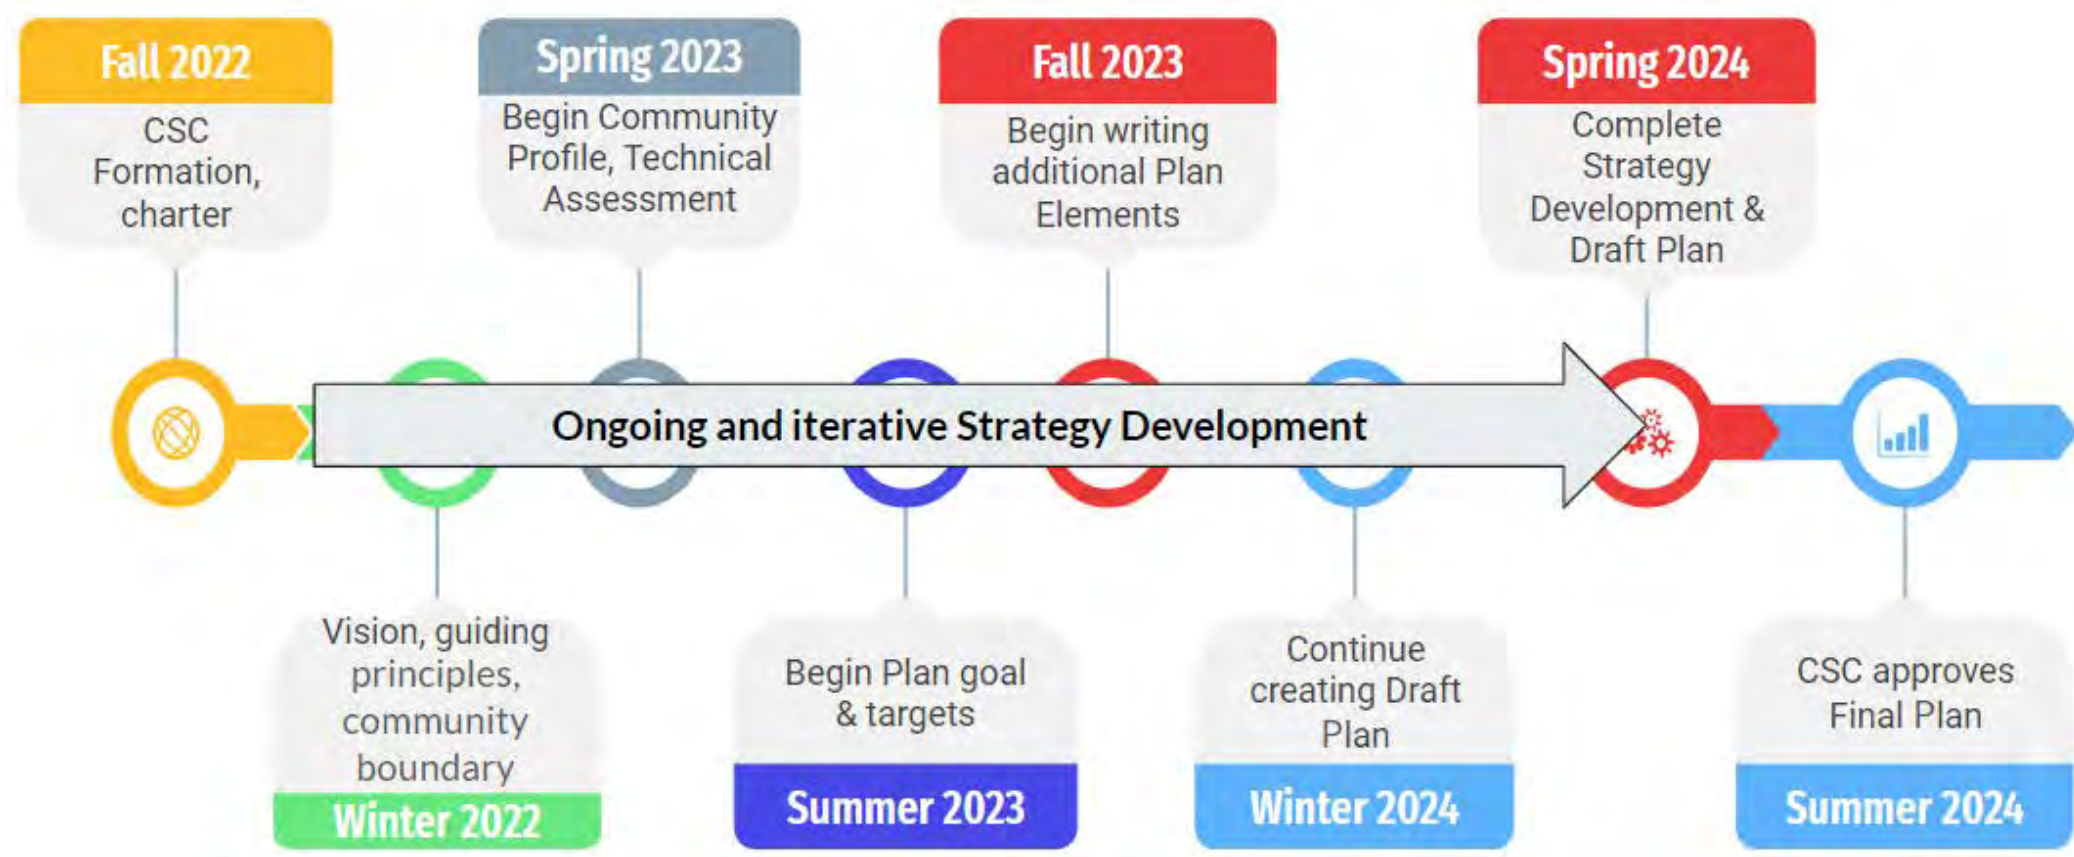 Fall 2022
CSC
Formation,
charter
Spring 2023
Begin Community
Profile, Technical
Assessment
Fall 2023
Begin writing
additional Plan
Elements
Spring 2024
Complete
Strategy
Development &
Draft Plan
Ongoing and iterative Strategy Development
Vision, guiding
principles,
community
boundary
Winter 2022
Begin Plan goal
& targets
Summer 2023
Continue
creating Draft
Plan
Winter 2024
CSC approves
Final Plan
Summer 2024